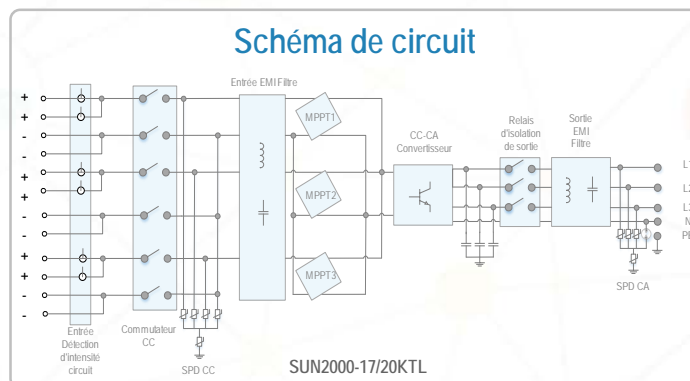 Schéma de circuit
Entrée EMI Filtre
MPPT1
MPPT2
MPPT3
CC-CA
Convertisseur
Relais
d'isolation
de sortie
Sortie
EMI
Filtre
+
+
-
-
+
+
-
-
+
+
-
-
L1
L2
L3
N
PE
Entrée
Détection
d'intensité
circuit
Commutateur
CC
SPD CC
SPD CA
SUN2000-17/20KTL